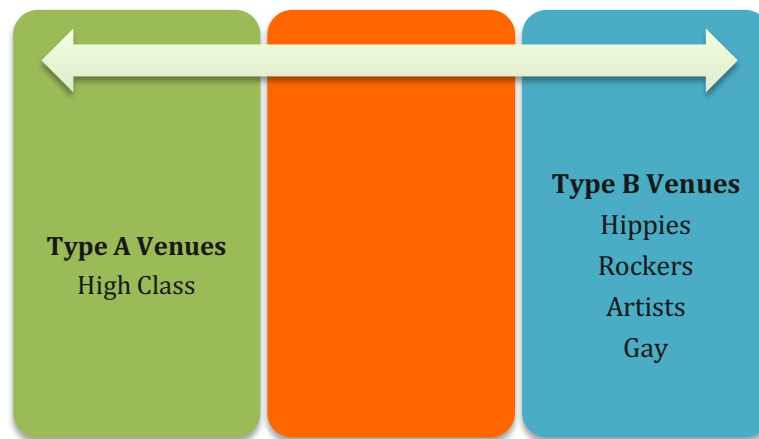 Type A Venues
High Class
Type B Venues
Hippies
Rockers
Artists
Gay